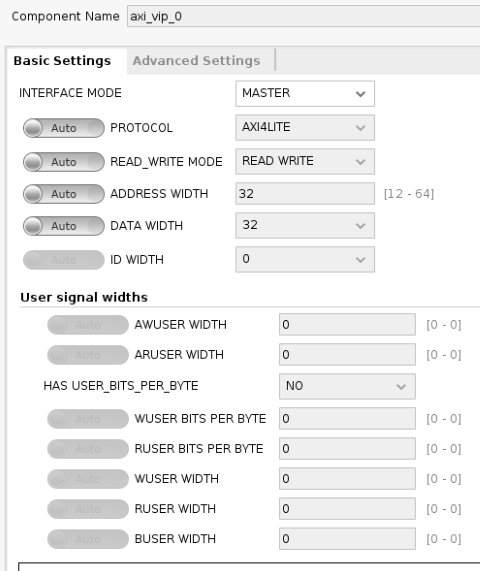 Component Name axi_vip_0
Basic Settings Advanced Settings
INTERFACE MODE MASTER
Auto PROTOCOL AXI4LITE
Auto READ_WRITE MODE READ WRITE
Auto ADDRESS WIDTH 32 [12 - 64]
Auto DATA WIDTH 32
Auto ID WIDTH 0
User signal widths
Auto AWUSER WIDTH 0 [0 - 0]
Auto ARUSER WIDTH 0 [0 - 0]
HAS USER_BITS_PER_BYTE NO
Auto WUSER BITS PER BYTE 0 [0 - 0]
Auto RUSER BITS PER BYTE 0 [0 - 0]
Auto WUSER WIDTH 0 [0 - 0]
Auto RUSER WIDTH 0 [0 - 0]
Auto BUSER WIDTH 0 [0 - 0]